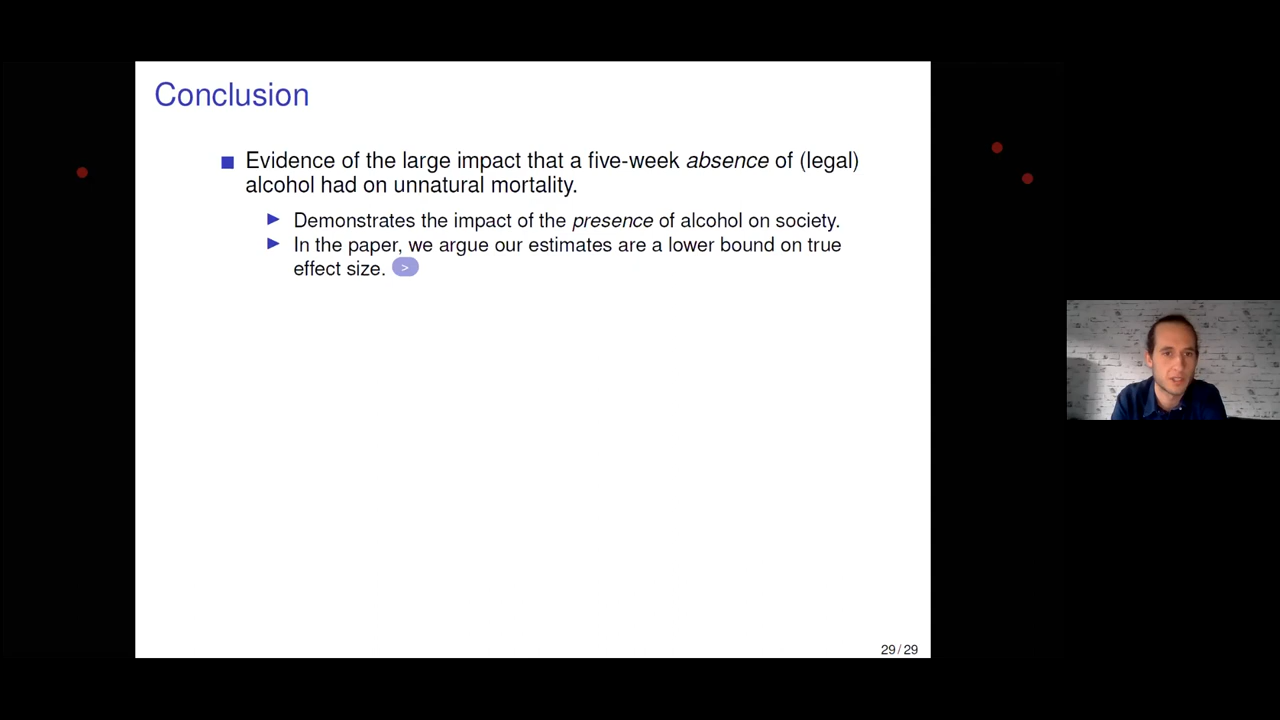 Conclusion
Evidence of the large impact that a five-week absence of (legal)
alcohol had on unnatural mortality.
Demonstrates the impact of the presence of alcohol on society.
In the paper, we argue our estimates are a lower bound on true
effect size. >
29/29